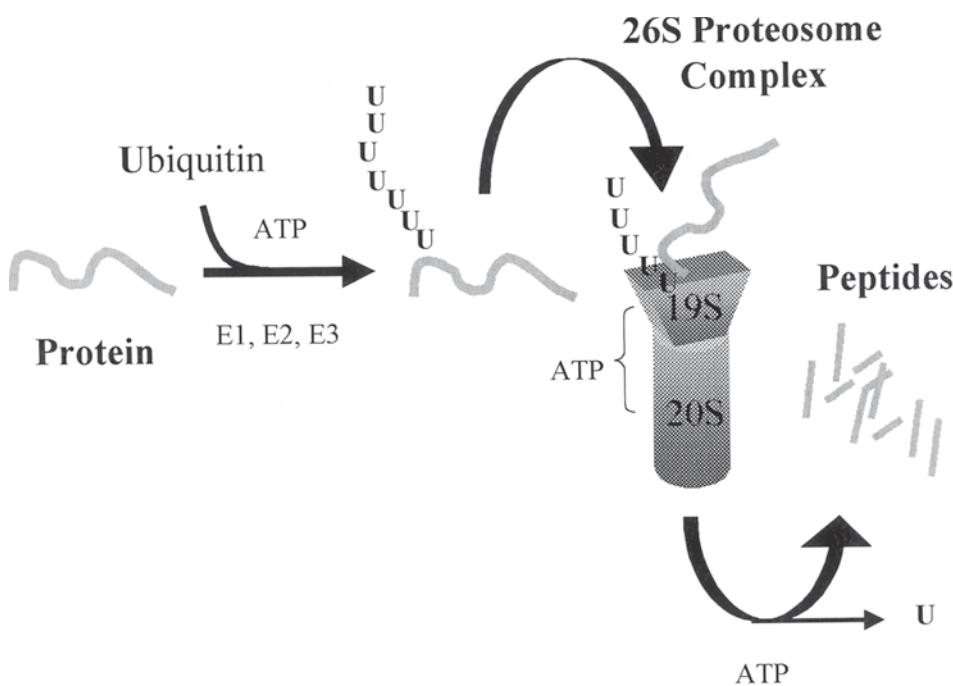 26S Proteosome
Complex
U
U
U
U
U
U
U
Ubiquitin
ATP
E1, E2, E3
Protein
U
U
U
U
U
19S
ATP
20S
Peptides
U
ATP